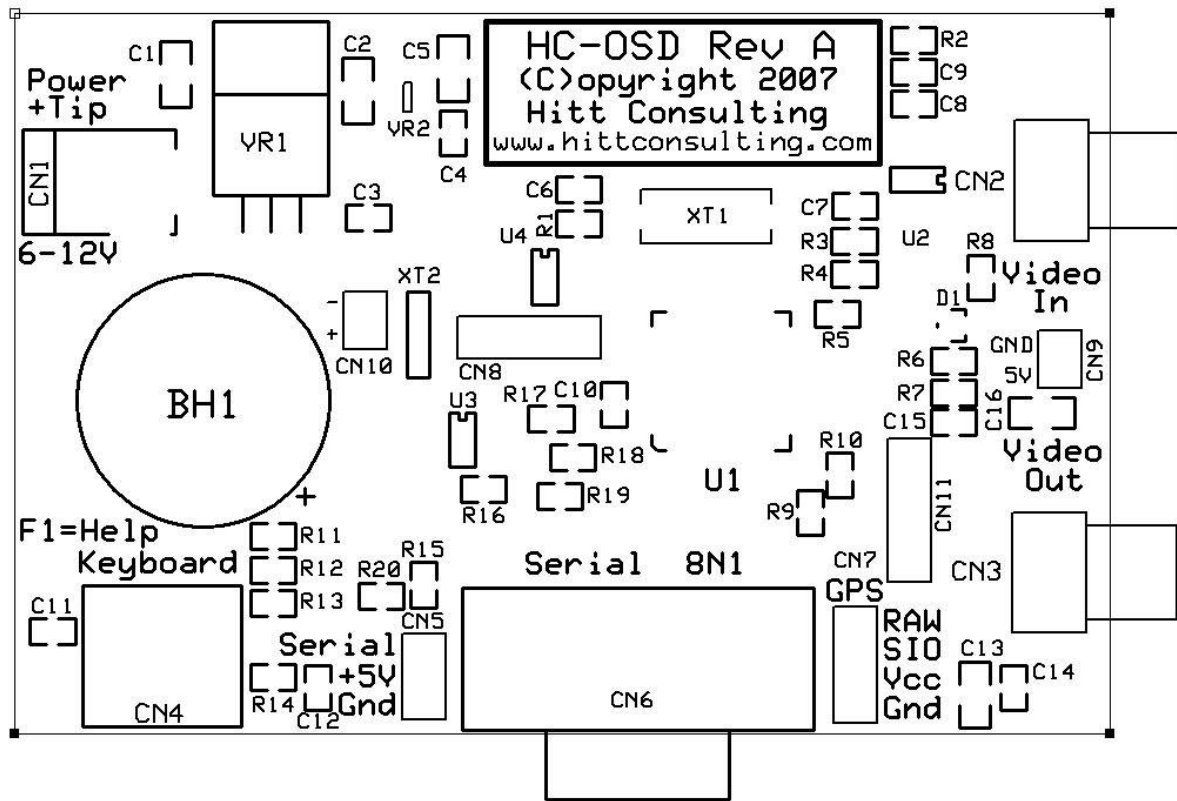 HC-OSD Rev A
(C)opyright 2007
Hitt Consulting
www.hittconsulting.com
C1
C2
C5
R2
C9
C8
Power
+Tip
VR1
VR2
C4
CN1
6-12V
C3
C6
R1
U4
XT1
C7
R3
R4
R5
CN2
U2
R8
Video
In
D1
XT2
-
+
CN10
CN8
R6
R7
C15
GND
5V
CN9
C16
BH1
+
U3
R17
C10
R18
R19
R16
U1
R10
R9
CN11
Video
Out
F1=Help
Keyboard
R11
R12
R13
R20
R15
Serial 8N1
CN7
GPS
CN3
C11
CN4
R14
C12
Serial
+5V
Gnd
CN5
CN6
RAW
SIO
Vcc
Gnd
C13
C14